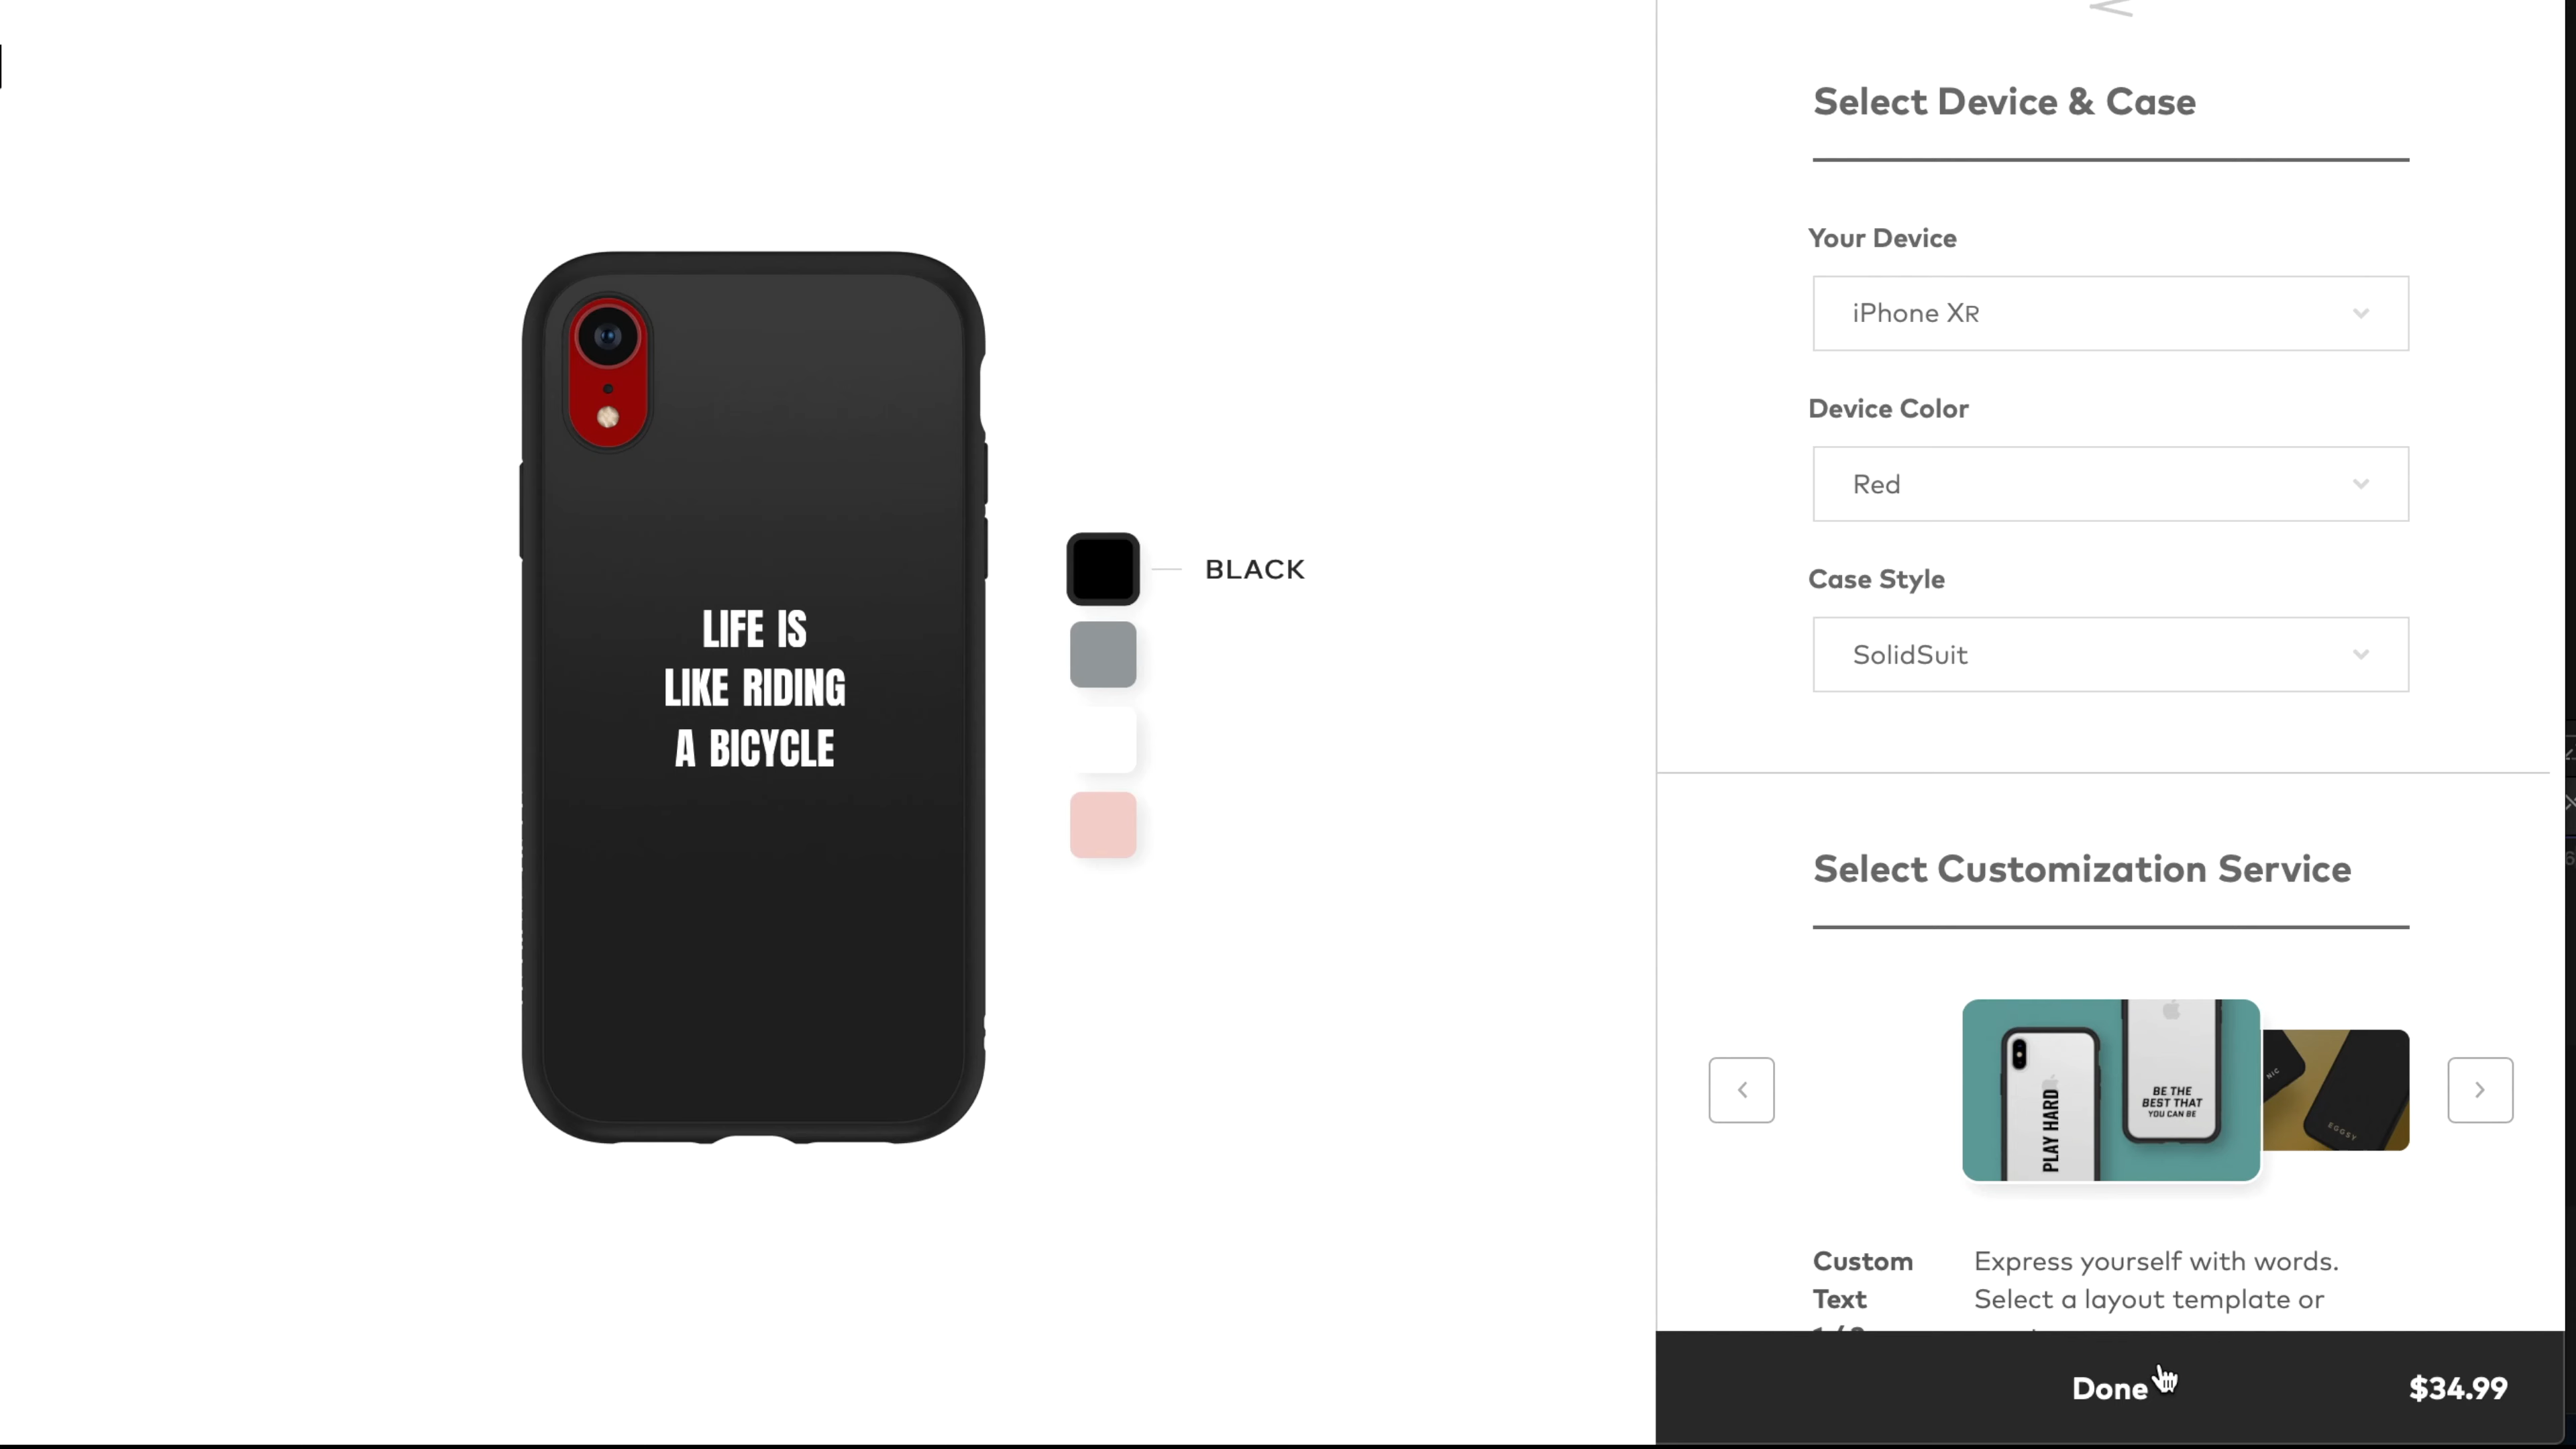 Select Device & Case
Your Device
iPhone XR
Device Color
Red
Case Style
SolidSuit
LIFE IS
LIKE RIDING
A BICYCLE
BLACK
Select Customization Service
PLAY HARD
BE THE
BEST THAT
YOU CAN BE
NIC
EGGSY
Custom
Text
Express yourself with words.
Select a layout template or
Done
$34.99